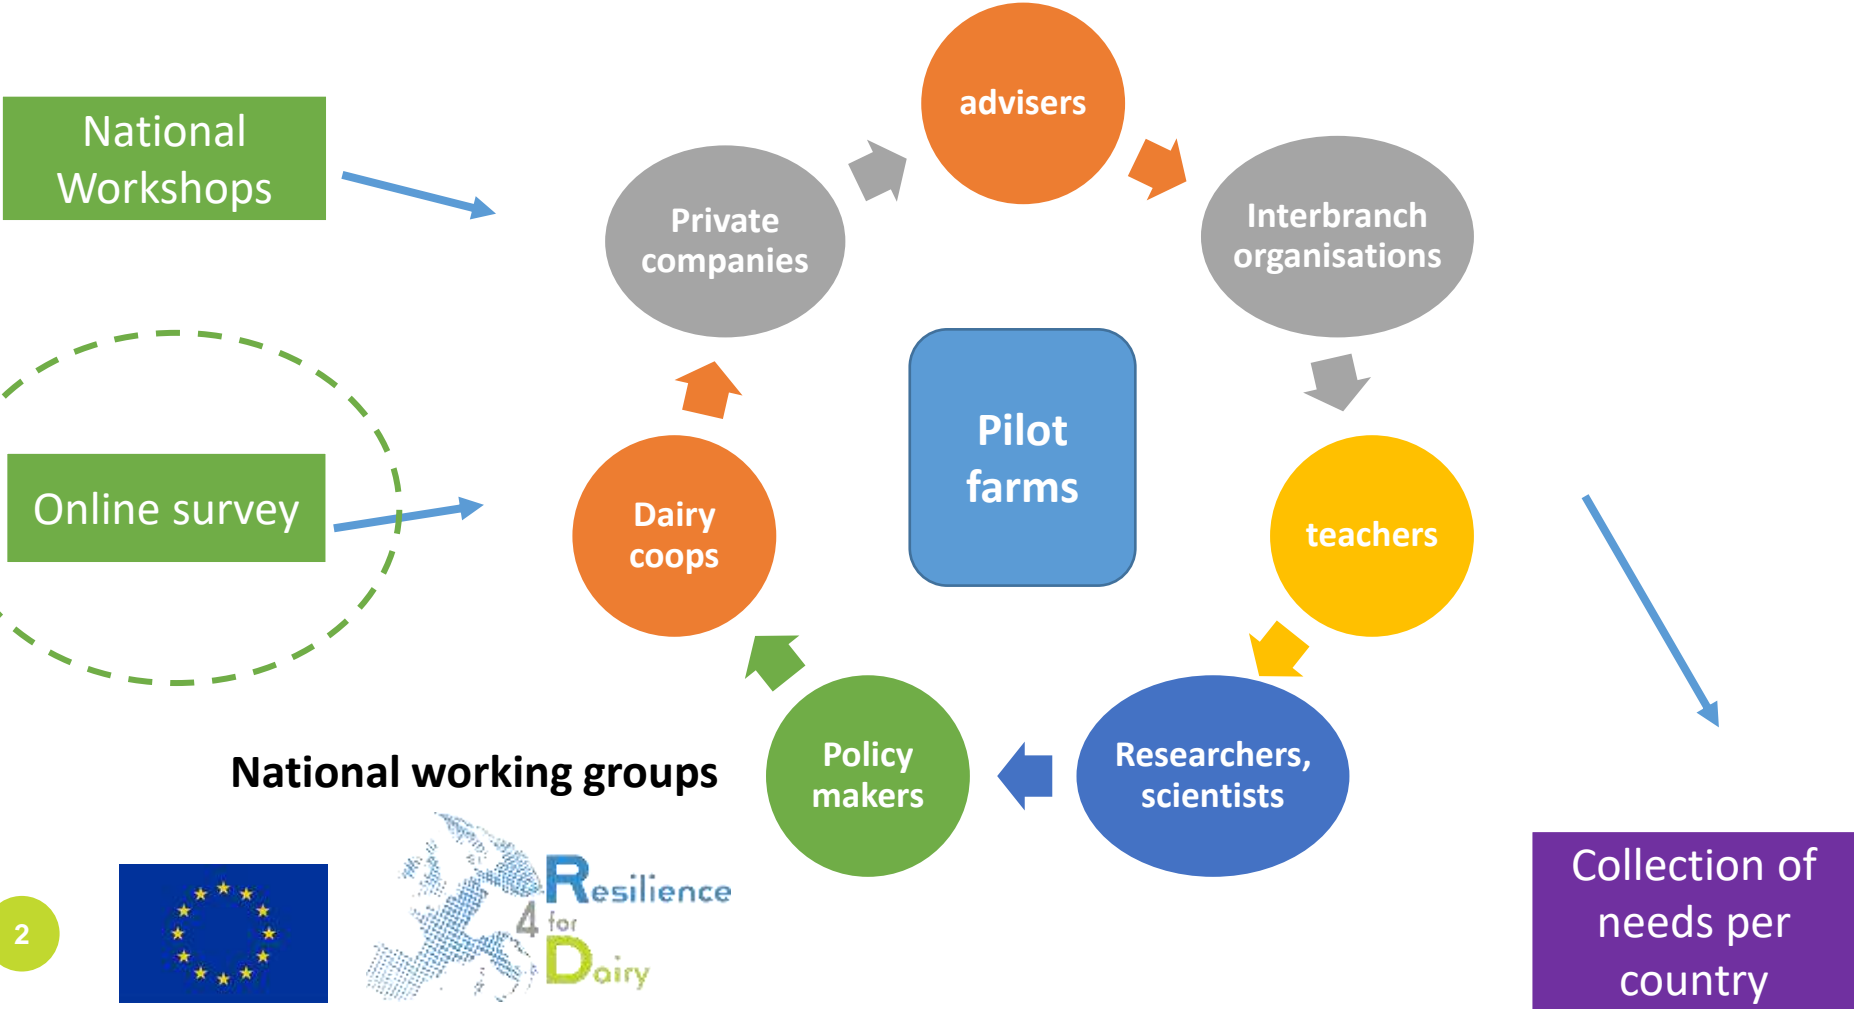 National
Workshops
Online survey
advisers
Private
companies
Interbranch
organisations
Pilot
farms
Dairy
coops
teachers
Policy
makers
Researchers,
scientists
National working groups
Resilience
4 for
Dairy
2
Collection of
needs per
country